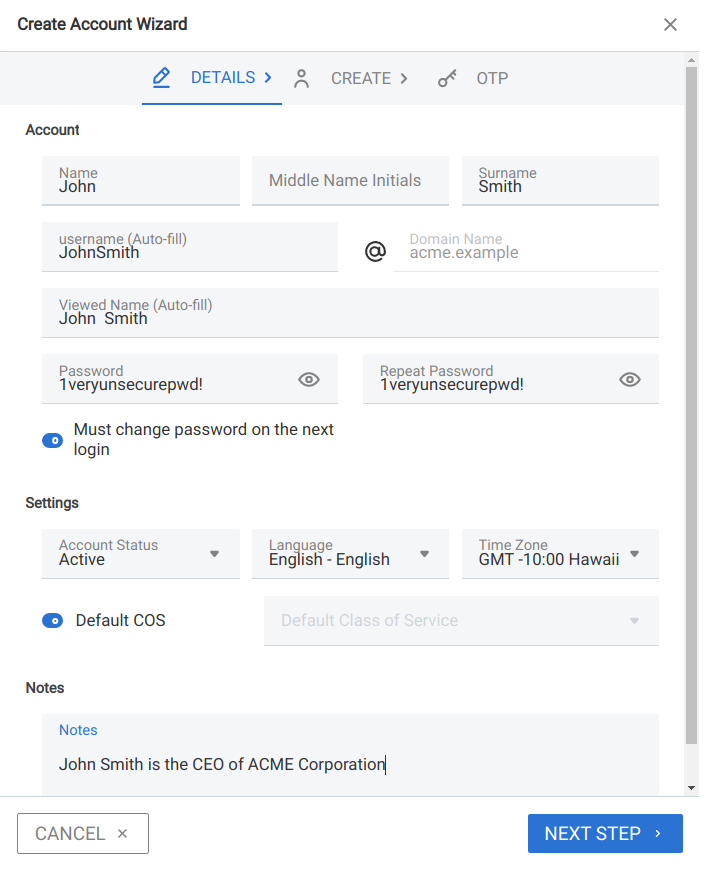 Create Account Wizard
DETAILS CREATE OTP
Account
Name
John
Middle Name Initials
Surname
Smith
username (Auto-fill)
JohnSmith
@
Domain Name
acme.example
Viewed Name (Auto-fill)
John  Smith
Password
1veryunsecurepwd!
Repeat Password
1veryunsecurepwd!
Must change password on the next
login
Settings
Account Status
Active
Language
English - English
Time Zone
GMT -10:00 Hawaii
Default COS
Default Class of Service
Notes
Notes
John Smith is the CEO of ACME Corporation
CANCEL
NEXT STEP